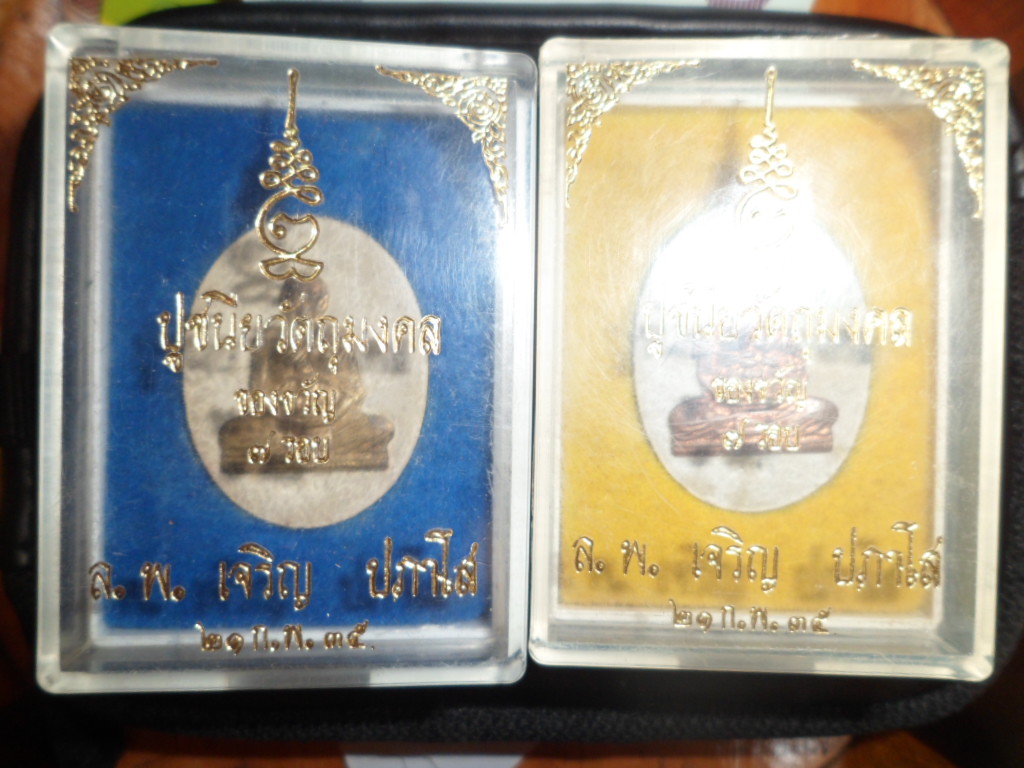 ปูชนียวัตถุมงคล
ของขวัญ
๗ รอบ
ล. พ. เจริญ ปภาโส
๒๑ ก.พ. ๓๕
ปูชนียวัตถุมงคล
ของขวัญ
๗ รอบ
ล. พ. เจริญ ปภาโส
๒๑ ก.พ. ๓๕